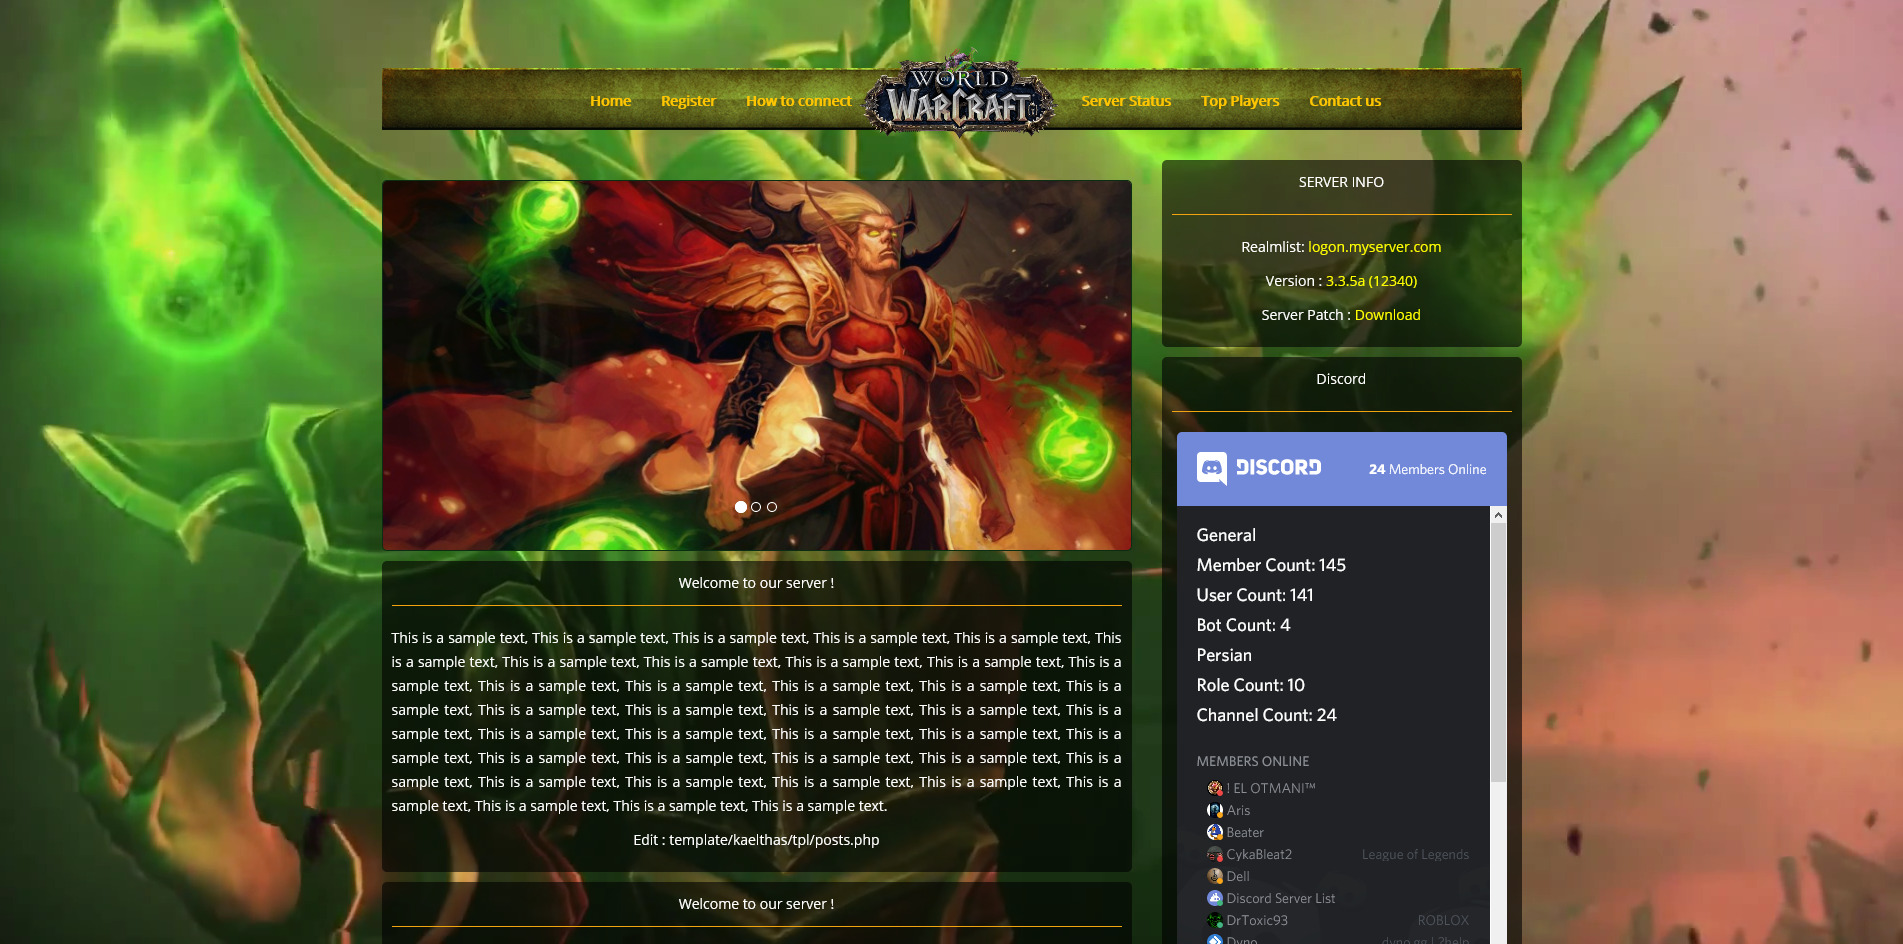 Home Register How to connect
WORLD
OF
WARCRAFT
Server Status Top Players Contact us
Welcome to our server !
This is a sample text, This is a sample text, This is a sample text, This is a sample text, This is a sample text, This
is a sample text, This is a sample text, This is a sample text, This is a sample text, This is a sample text, This is a
sample text, This is a sample text, This is a sample text, This is a sample text, This is a sample text, This is a
sample text, This is a sample text, This is a sample text, This is a sample text, This is a sample text, This is a
sample text, This is a sample text, This is a sample text, This is a sample text, This is a sample text, This is a
sample text, This is a sample text, This is a sample text, This is a sample text, This is a sample text, This is a
sample text, This is a sample text, This is a sample text, This is a sample text, This is a sample text, This is a
sample text, This is a sample text, This is a sample text, This is a sample text.
Edit : template/kaelthas/tpl/posts.php
Welcome to our server !
SERVER INFO
Realmlist: logon.myserver.com
Version : 3.3.5a (12340)
Server Patch : Download
Discord
DISCORD 24 Members Online
General
Member Count: 145
User Count: 141
Bot Count: 4
Persian
Role Count: 10
Channel Count: 24
MEMBERS ONLINE
! EL OTMANI™
Aris
Beater
CykaBleat2 League of Legends
Dell
Discord Server List
DrToxic93 ROBLOX
Dyno dyno.gg | ?help